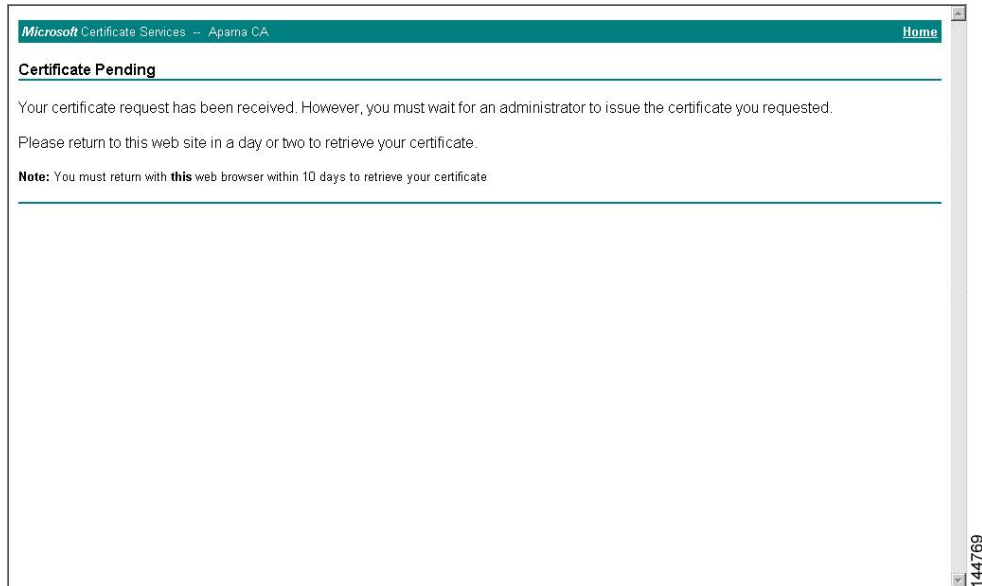 Microsoft Certificate Services -- Aparna CA Home
Certificate Pending
Your certificate request has been received. However, you must wait for an administrator to issue the certificate you requested.
Please return to this web site in a day or two to retrieve your certificate.
Note: You must return with this web browser within 10 days to retrieve your certificate
144769